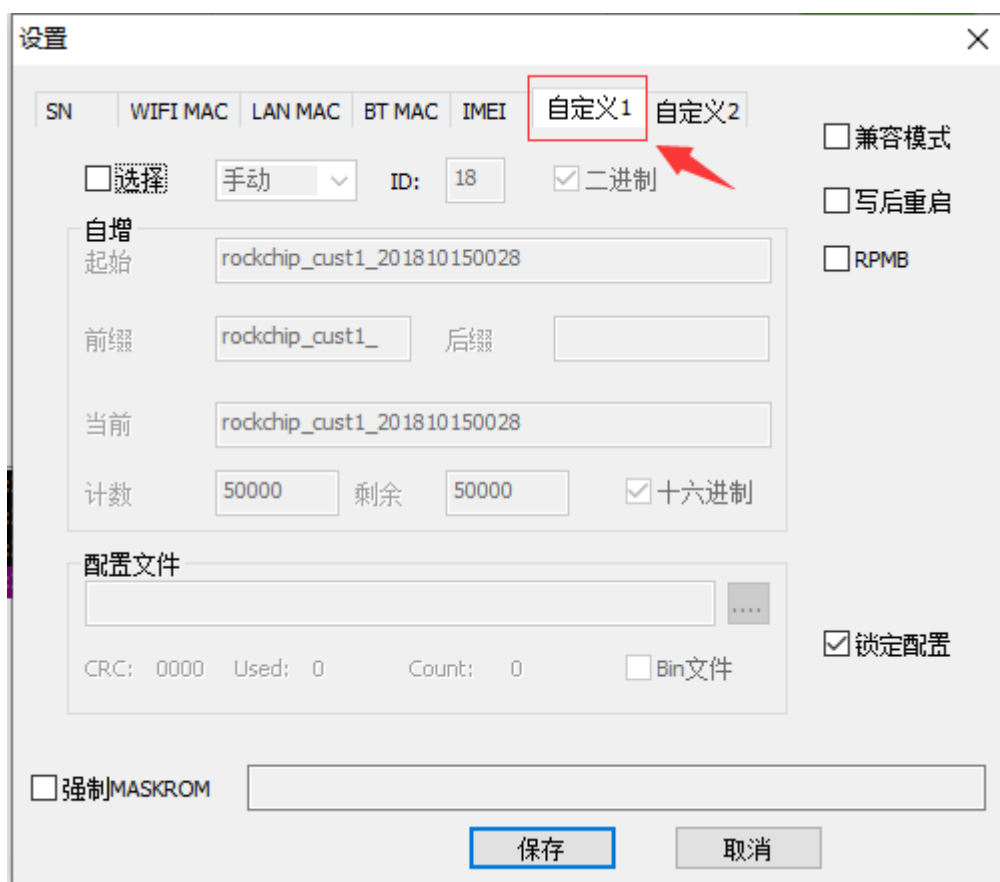 设置
SN WIFI MAC LAN MAC BT MAC IMEI 自定义1 自定义2
兼容模式
选择 手动 ID: 18 二进制
写后重启
自增
起始 rockchip_cust1_201810150028
RPMB
前缀 rockchip_cust1_ 后缀
当前 rockchip_cust1_201810150028
计数 50000 剩余 50000 十六进制
配置文件
....
锁定配置
CRC: 0000 Used: 0 Count: 0 Bin文件
强制MASKROM
保存 取消